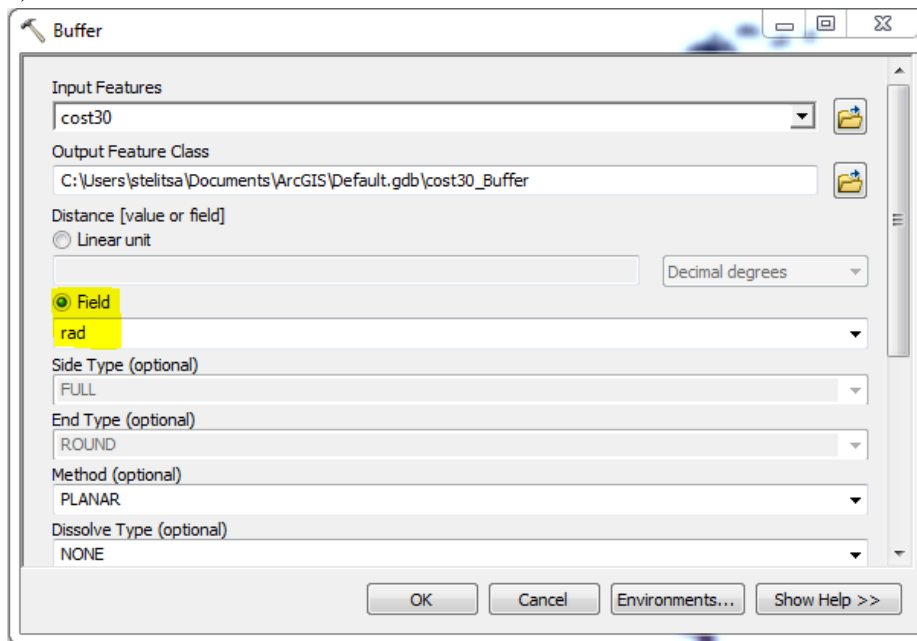 Buffer
Input Features
cost30
Output Feature Class
C:\Users\stelitsa\Documents\ArcGIS\Default.gdb\cost30_Buffer
Distance [value or field]
Linear unit
Decimal degrees
Field
rad
Side Type (optional)
FULL
End Type (optional)
ROUND
Method (optional)
PLANAR
Dissolve Type (optional)
NONE
OK Cancel Environments... Show Help >>